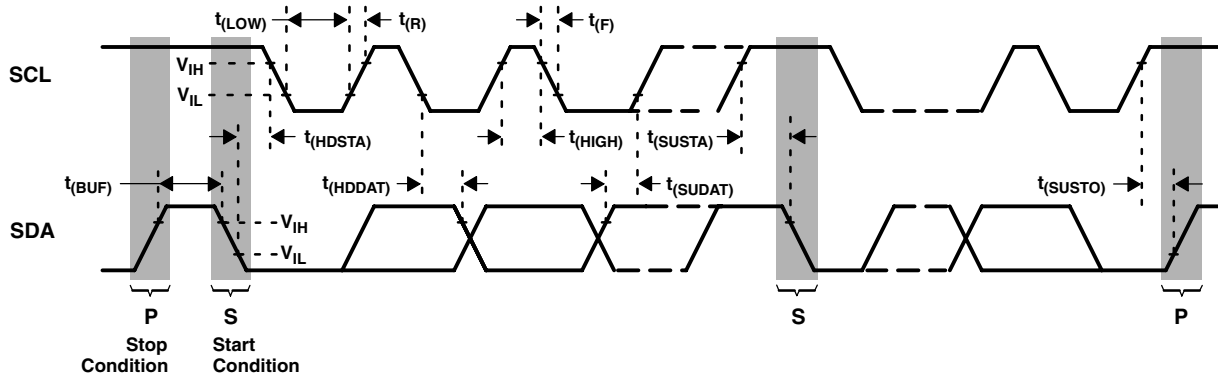 t(LOW)
t(R)
t(F)
SCL
VIH
VIL
t(HDSTA)
t(HIGH)
t(SUSTA)
t(BUF)
t(HDDAT)
t(SUDAT)
t(SUSTO)
SDA
VIH
VIL
P
S
S
P
Stop
Condition
Start
Condition